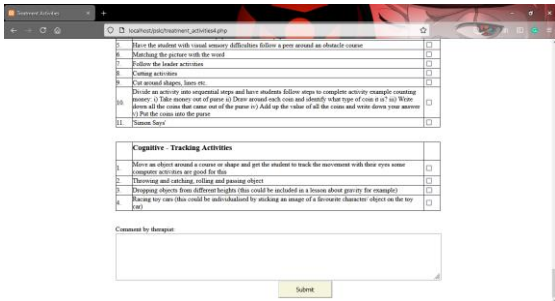 Treatment Activities
localhost/pslc/treatment_activities4.php
5. Have the student with visual sensory difficulties follow a peer around an obstacle course
6. Matching the picture with the word
7. Follow the leader activities
8. Cutting activities
9. Cut around shapes, lines etc.
10. Divide an activity into sequential steps and have students follow steps to complete activity example counting
money: i) Take money out of purse ii) Draw around each coin and identify what type of coin it is? iii) Write
down all the coins that came out of the purse iv) Add up the value of all the coins and write down your answer
v) Put the coins into the purse
11. 'Simon Says'
Cognitive - Tracking Activities
1. Move an object around a course or shape and get the student to track the movement with their eyes some
computer activities are good for this
2. Throwing and catching, rolling and passing object
3. Dropping objects from different heights (this could be included in a lesson about gravity for example)
4. Racing toy cars (this could be individualised by sticking an image of a favourite character/ object on the toy
car)
Comment by therapist:
Submit